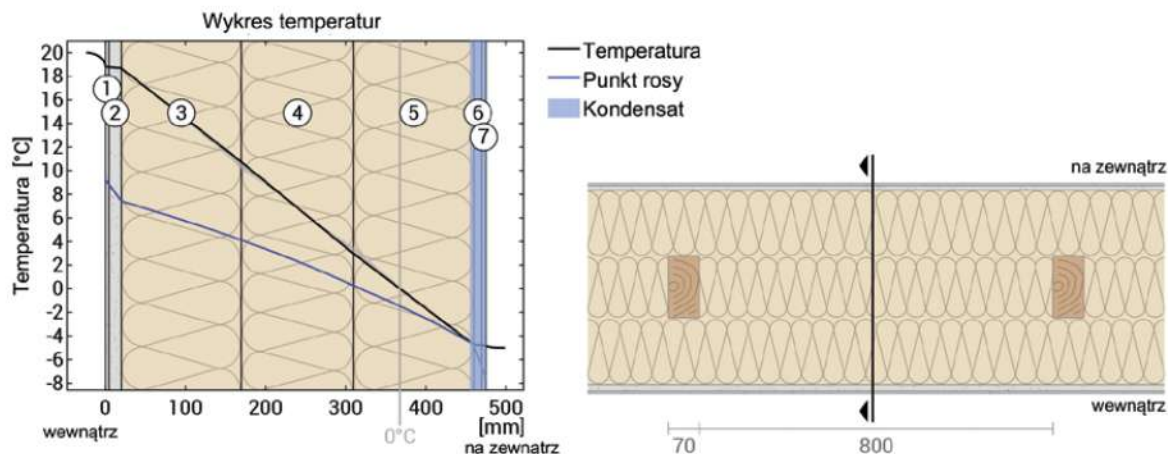 Wykres temperatur
Temperatura [°C]
20
18
16
14
12
10
8
6
4
2
0
-2
-4
-6
-8
1
2
3
4
5
6
7
0 100 200 300 400 500
wewnątrz
0°C
[mm]
na zewnątrz
Temperatura
Punkt rosy
Kondensat
na zewnątrz
wewnątrz
70 800